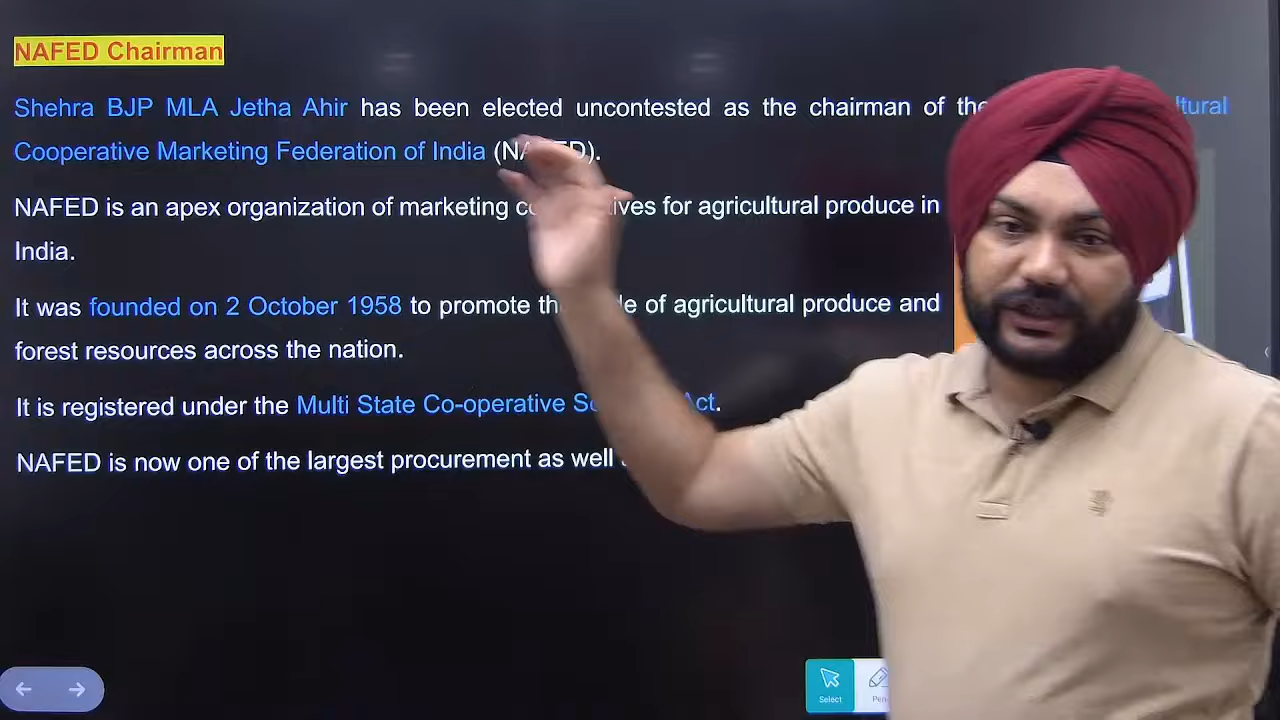 NAFED Chairman
Shehra BJP MLA Jetha Ahir has been elected uncontested as the chairman of the
Cooperative Marketing Federation of India
NAFED is an apex organization of marketing for agricultural produce in
India.
It was founded on 2 October 1958 to promote of agricultural produce and
forest resources across the nation.
It is registered under the Multi State Co-operative Act.
NAFED is now one of the largest procurement as well
Select